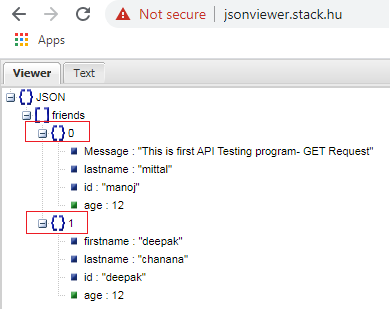 Not secure | jsonviewer.stack.hu
Apps
Viewer Text
JSON
friends
0
Message : "This is first API Testing program- GET Request"
lastname : "mittal"
id : "manoj"
age : 12
1
firstname : "deepak"
lastname : "chanana"
id : "deepak"
age : 12